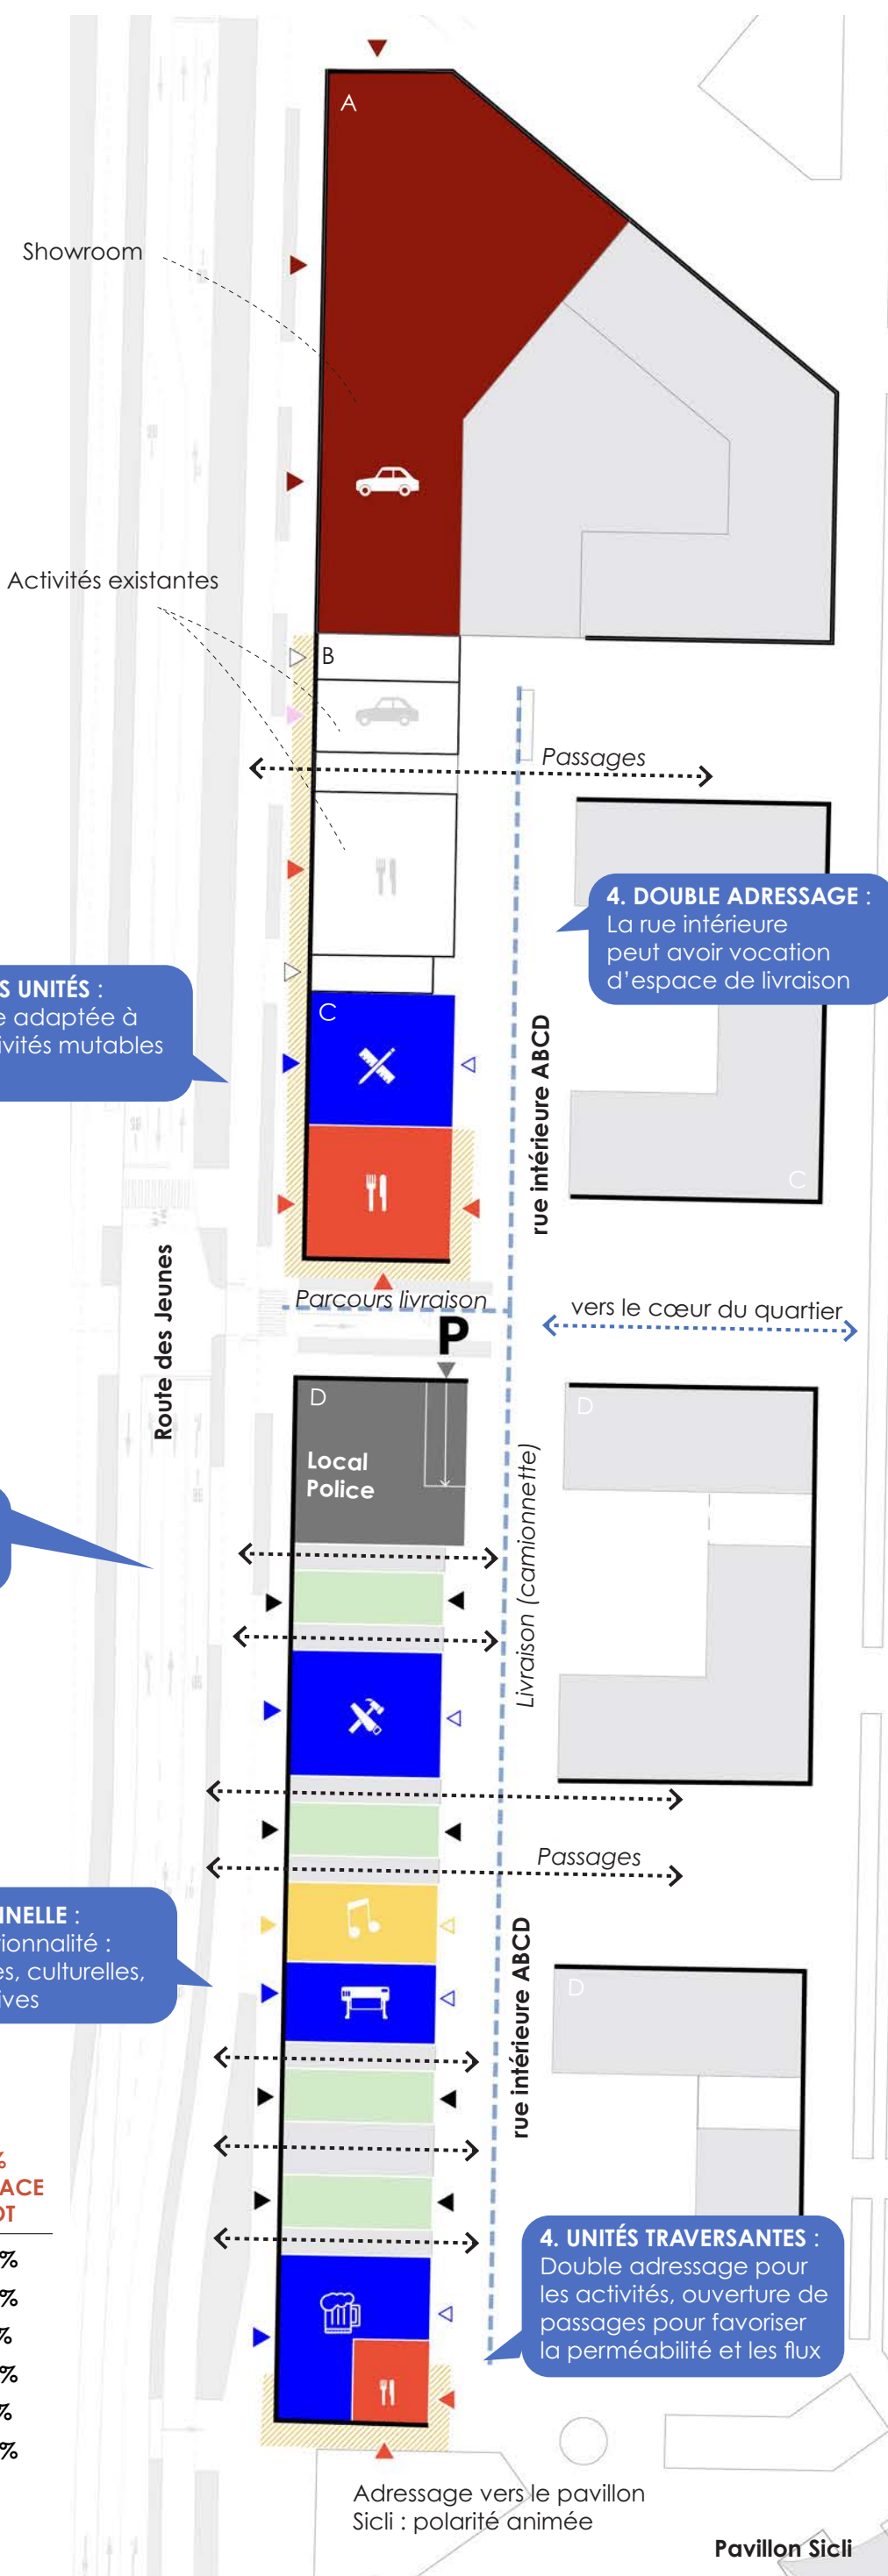 A
Showroom
Activités existantes
B
Passages
4. DOUBLE ADRESSAGE :
La rue intérieure
peut avoir vocation
d'espace de livraison
S UNITÉS :
e adaptée à
ivités mutables
C
rue intérieure ABCD
C
Route des Jeunes
Parcours livraison
P
vers le cœur du quartier
D
Local
Police
D
Livraison (camionnette)
Passages
NNELLE :
ionnalité :
es, culturelles,
ives
rue intérieure ABCD
D
%
ACE
OT
%
%
%
%
%
%
4. UNITÉS TRAVERSANTES :
Double adressage pour
les activités, ouverture de
passages pour favoriser
la perméabilité et les flux
Adressage vers le pavillon
Sicli : polarité animée
Pavillon Sicli